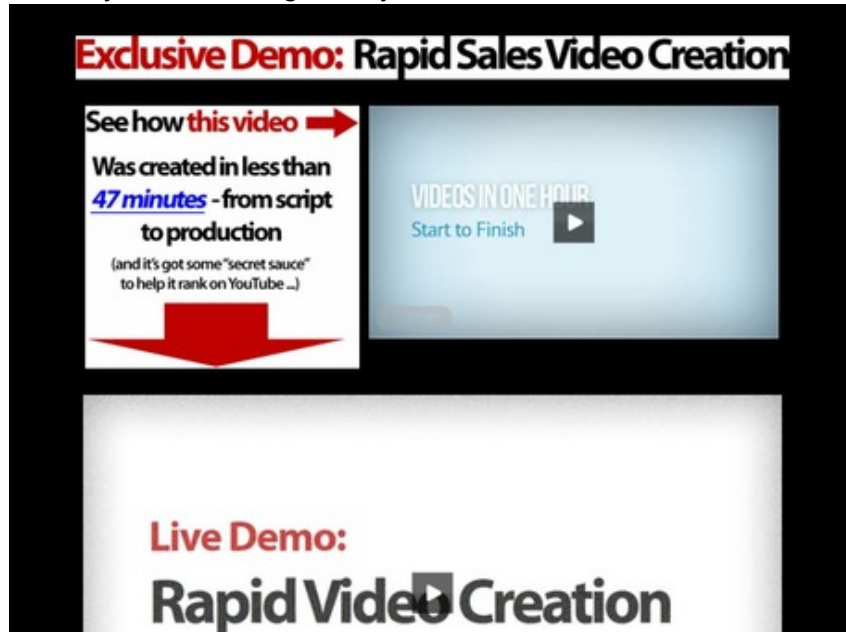 Exclusive Demo: Rapid Sales Video Creation
See how this video
Was created in less than
47 minutes - from script
to production
(and it's got some "secret sauce"
to help it rank on YouTube ...)
VIDEOS IN ONE HOUR
Start to Finish
Live Demo:
Rapid Video Creation